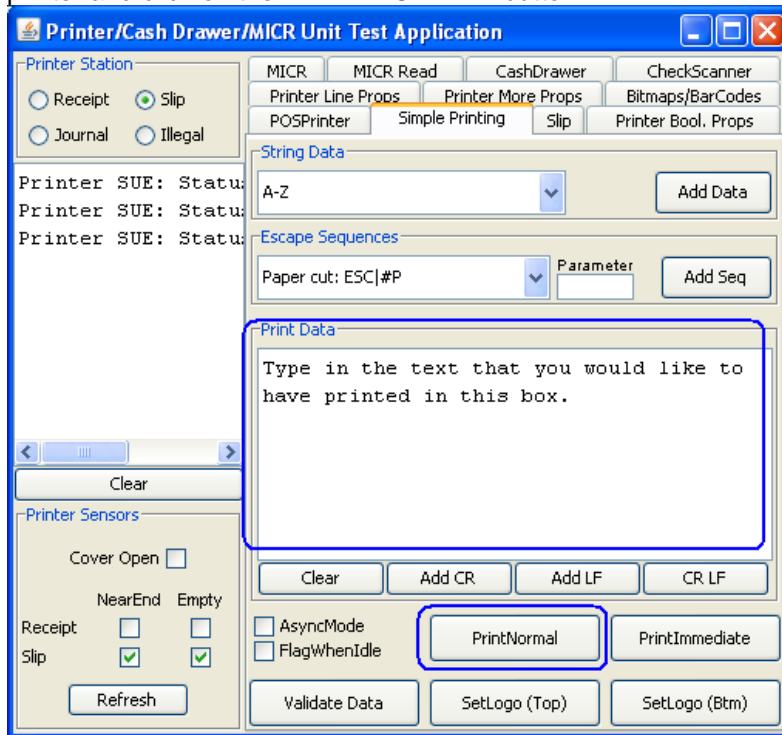 Printer/Cash Drawer/MICR Unit Test Application
Printer Station
Receipt Slip
Journal Illegal
Printer SUE: Statu
Printer SUE: Statu
Printer SUE: Statu
Clear
Printer Sensors
Cover Open
NearEnd Empty
Receipt
Slip
Refresh
MICR MICR Read CashDrawer CheckScanner
Printer Line Props Printer More Props Bitmaps/BarCodes
POSPrinter Simple Printing Slip Printer Bool. Props
String Data
A-Z Add Data
Escape Sequences
Paper cut: ESC|#P Parameter Add Seq
Print Data
Type in the text that you would like to
have printed in this box.
Clear Add CR Add LF CR LF
AsyncMode
FlagWhenIdle
PrintNormal PrintImmediate
Validate Data SetLogo (Top) SetLogo (Btm)